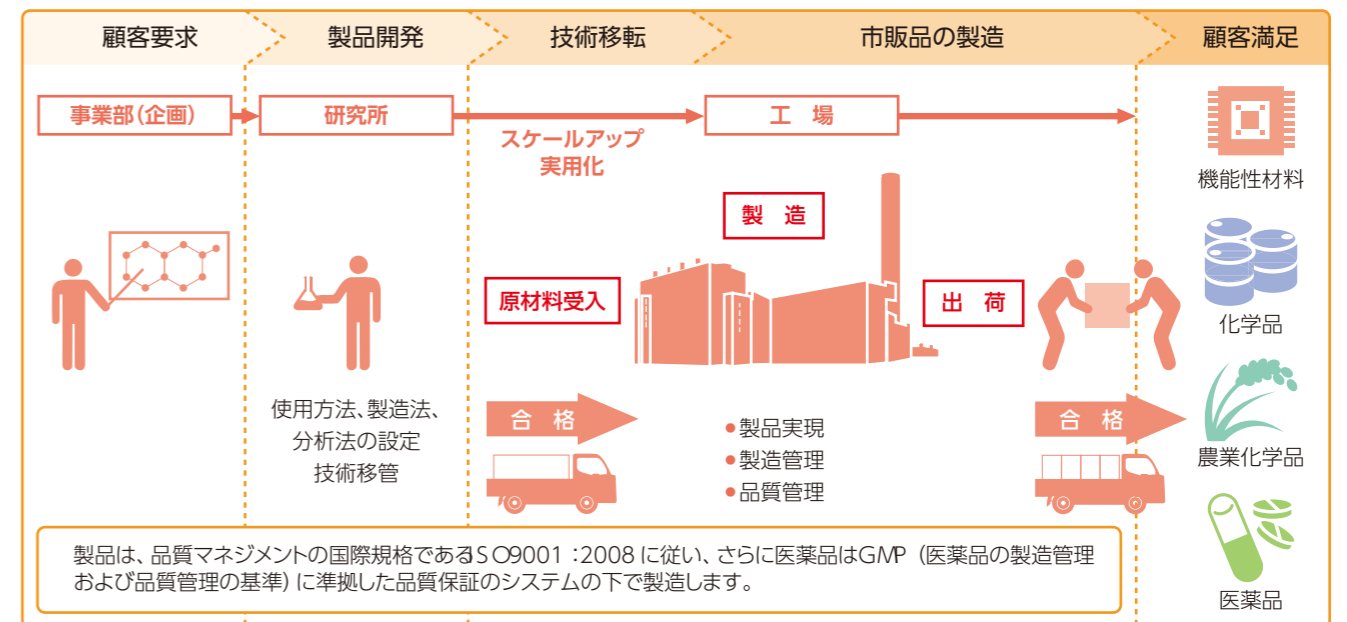 顧客要求
製品開発
技術移転
市販品の製造
顧客満足
事業部(企画)
研究所
工 場
スケールアップ
実用化
製 造
原材料受入
出 荷
使用方法、製造法、
分析法の設定
技術移管
合 格
●製品実現
●製造管理
●品質管理
合 格
機能性材料
化学品
農業化学品
医薬品
製品は、品質マネジメントの国際規格であるISO9001:2008に従い、さらに医薬品はGMP(医薬品の製造管理
および品質管理の基準)に準拠した品質保証のシステムの下で製造します。